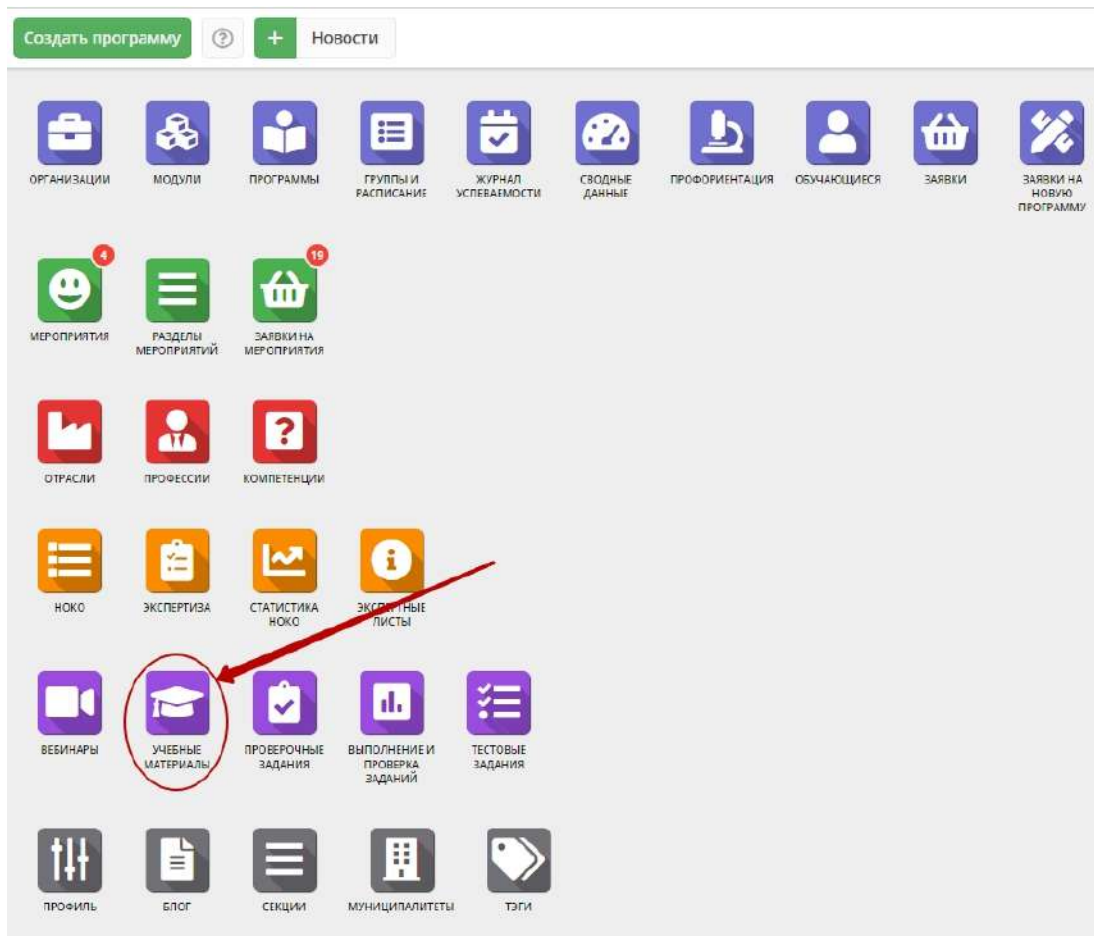 Создать программу
+ Новости
ОРГАНИЗАЦИИ
МОДУЛИ
ПРОГРАММЫ
ГРУППЫ И
РАСПИСАНИЕ
ЖУРНАЛ
УСПЕВАЕМОСТИ
СВОДНЫЕ
ДАННЫЕ
ПРОФОРИЕНТАЦИЯ
ОБУЧАЮЩИЕСЯ
ЗАЯВКИ
ЗАЯВКИ НА
НОВУЮ
ПРОГРАММУ
4
19
МЕРОПРИЯТИЯ
РАЗДЕЛЫ
МЕРОПРИЯТИЙ
ЗАЯВКИ НА
МЕРОПРИЯТИЯ
ОТРАСЛИ
ПРОФЕССИИ
КОМПЕТЕНЦИИ
НОКО
ЭКСПЕРТИЗА
СТАТИСТИКА
НОКО
ЭКСПЕРТНЫЕ
ЛИСТЫ
ВЕБИНАРЫ
УЧЕБНЫЕ
МАТЕРИАЛЫ
ПРОВЕРОЧНЫЕ
ЗАДАНИЯ
ВЫПОЛНЕНИЕ И
ПРОВЕРКА
ЗАДАНИЙ
ТЕСТОВЫЕ
ЗАДАНИЯ
ПРОФИЛЬ
БЛОГ
СЕКЦИИ
МУНИЦИПАЛИТЕТЫ
ТЭГИ